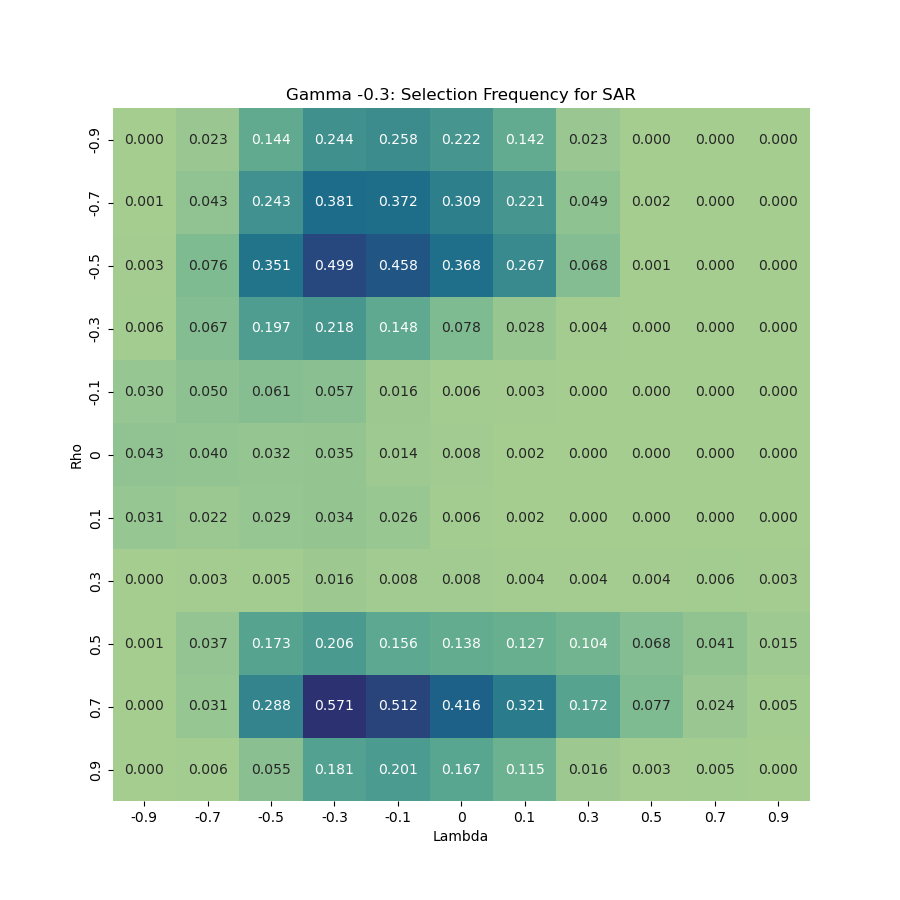 Gamma -0.3: Selection Frequency for SAR
-0.9 0.000 0.023 0.144 0.244 0.258 0.222 0.142 0.023 0.000 0.000 0.000
-0.7 0.001 0.043 0.243 0.381 0.372 0.309 0.221 0.049 0.002 0.000 0.000
-0.5 0.003 0.076 0.351 0.499 0.458 0.368 0.267 0.068 0.001 0.000 0.000
-0.3 0.006 0.067 0.197 0.218 0.148 0.078 0.028 0.004 0.000 0.000 0.000
-0.1 0.030 0.050 0.061 0.057 0.016 0.006 0.003 0.000 0.000 0.000 0.000
Rho
0 0.043 0.040 0.032 0.035 0.014 0.008 0.002 0.000 0.000 0.000 0.000
0.1 0.031 0.022 0.029 0.034 0.026 0.006 0.002 0.000 0.000 0.000 0.000
0.3 0.000 0.003 0.005 0.016 0.008 0.008 0.004 0.004 0.004 0.006 0.003
0.5 0.001 0.037 0.173 0.206 0.156 0.138 0.127 0.104 0.068 0.041 0.015
0.7 0.000 0.031 0.288 0.571 0.512 0.416 0.321 0.172 0.077 0.024 0.005
0.9 0.000 0.006 0.055 0.181 0.201 0.167 0.115 0.016 0.003 0.005 0.000
-0.9 -0.7 -0.5 -0.3 -0.1 0 0.1 0.3 0.5 0.7 0.9
Lambda